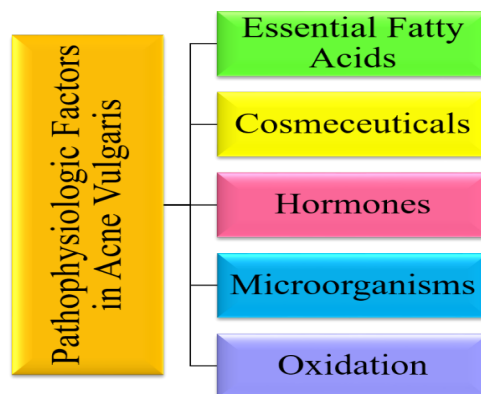 Pathophysiologic Factors
in Acne Vulgaris
Essential Fatty
Acids
Cosmeceuticals
Hormones
Microorganisms
Oxidation